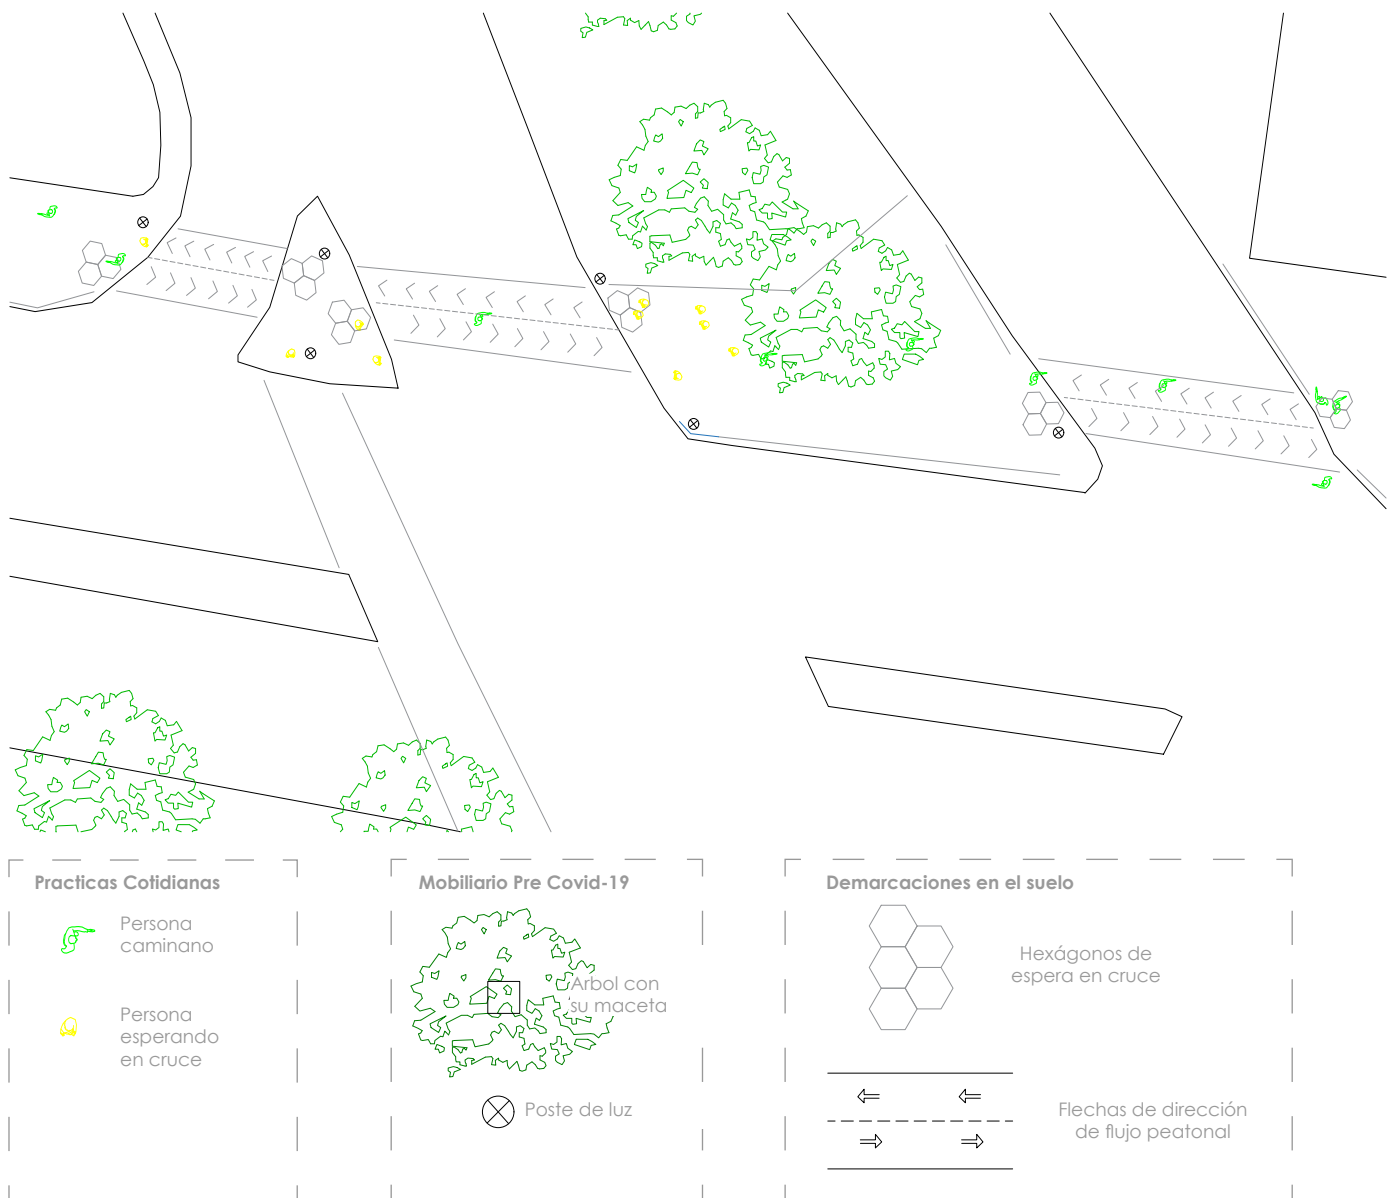 Practicas Cotidianas
Persona
caminano
Persona
esperando
en cruce
Mobiliario Pre Covid-19
Arbol con
su maceta
Poste de luz
Demarcaciones en el suelo
Hexágonos de
espera en cruce
Flechas de dirección
de flujo peatonal